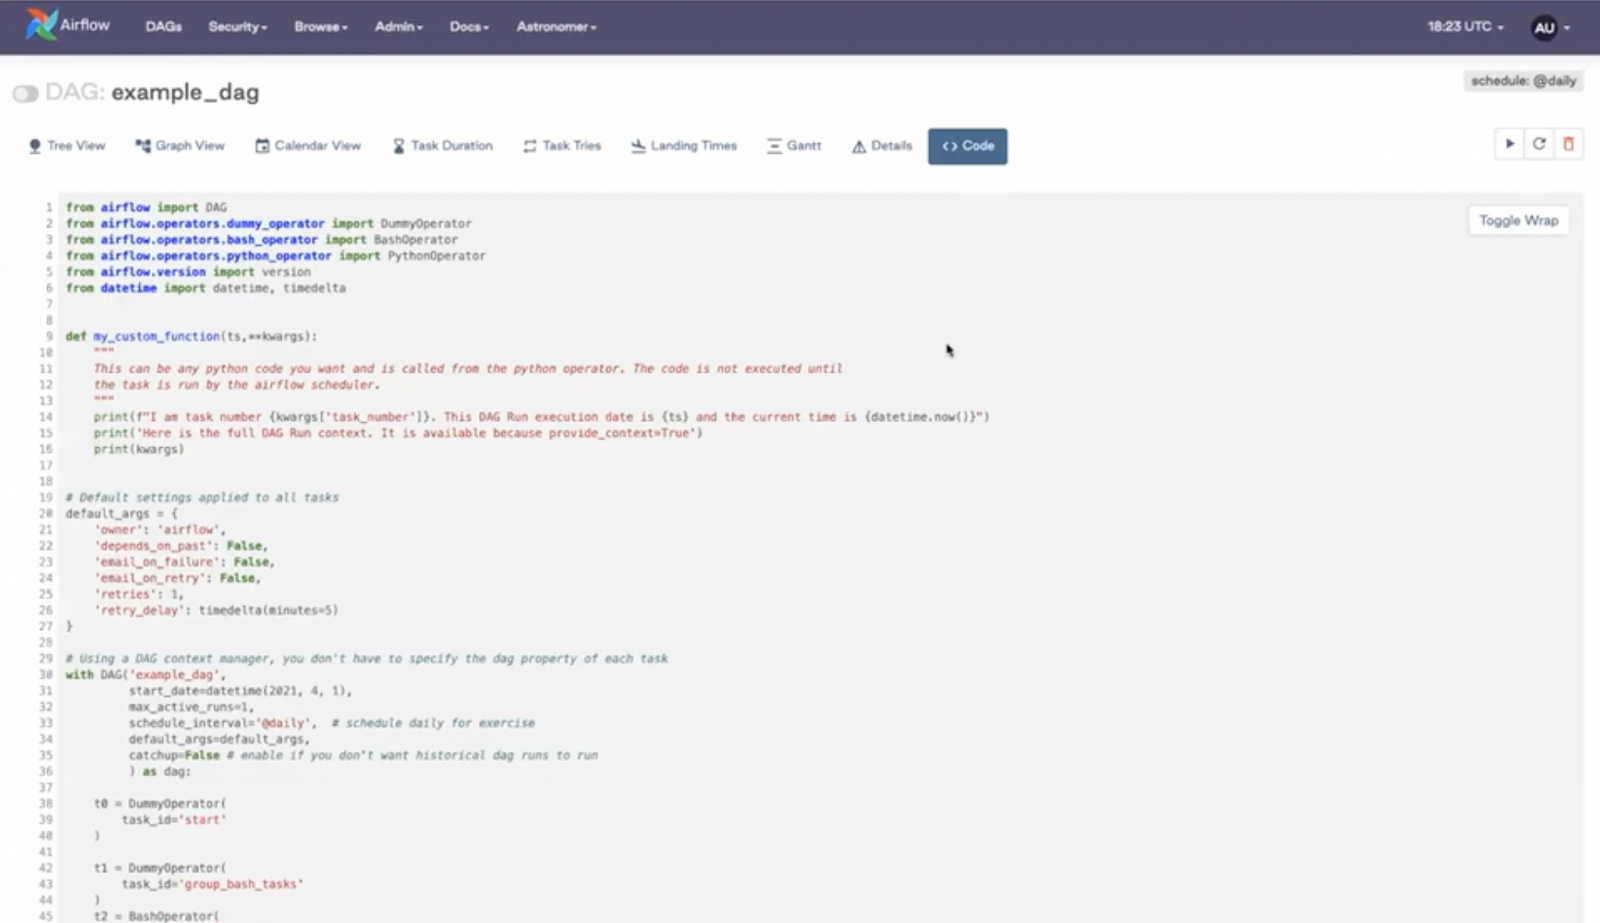 Airflow DAGs Security Browse Admin Docs Astronomer 18:23 UTC AU
DAG: example_dag
schedule: @daily
Tree View Graph View Calendar View Task Duration Task Tries Landing Times Gantt Details <> Code
Toggle Wrap
1 from airflow import DAG
2 from airflow.operators.dummy_operator import DummyOperator
3 from airflow.operators.bash_operator import BashOperator
4 from airflow.operators.python_operator import PythonOperator
5 from airflow.version import version
6 from datetime import datetime, timedelta
7
8
9 def my_custom_function(ts,**kwargs):
10     """
11     This can be any python code you want and is called from the python operator. The code is not executed until
12     the task is run by the airflow scheduler.
13     """
14     print(f"I am task number {kwargs['task_number']}. This DAG Run execution date is {ts} and the current time is {datetime.now()}")
15     print('Here is the full DAG Run context. It is available because provide_context=True')
16     print(kwargs)
17
18
19 # Default settings applied to all tasks
20 default_args = {
21     'owner': 'airflow',
22     'depends_on_past': False,
23     'email_on_failure': False,
24     'email_on_retry': False,
25     'retries': 1,
26     'retry_delay': timedelta(minutes=5)
27 }
28
29 # Using a DAG context manager, you don't have to specify the dag property of each task
30 with DAG('example_dag',
31          start_date=datetime(2021, 4, 1),
32          max_active_runs=1,
33          schedule_interval='@daily',  # schedule daily for exercise
34          default_args=default_args,
35          catchup=False # enable if you don't want historical dag runs to run
36          ) as dag:
37
38     t0 = DummyOperator(
39         task_id='start'
40     )
41
42     t1 = DummyOperator(
43         task_id='group_bash_tasks'
44     )
45     t2 = BashOperator(